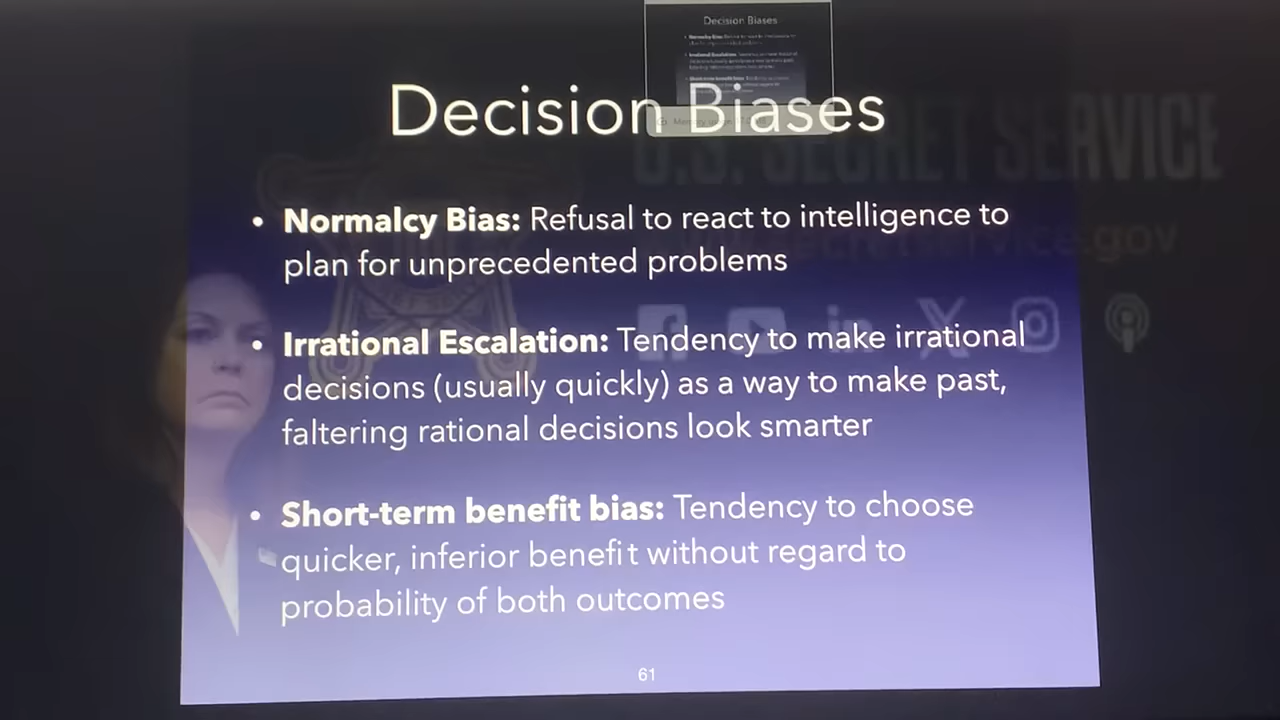 Decision Biases
Decision Biases
U.S. SECRET SERVICE
• Normalcy Bias: Refusal to react to intelligence to
plan for unprecedented problems
• Irrational Escalation: Tendency to make irrational
decisions (usually quickly) as a way to make past,
faltering rational decisions look smarter
• Short-term benefit bias: Tendency to choose
quicker, inferior benefit without regard to
probability of both outcomes
61